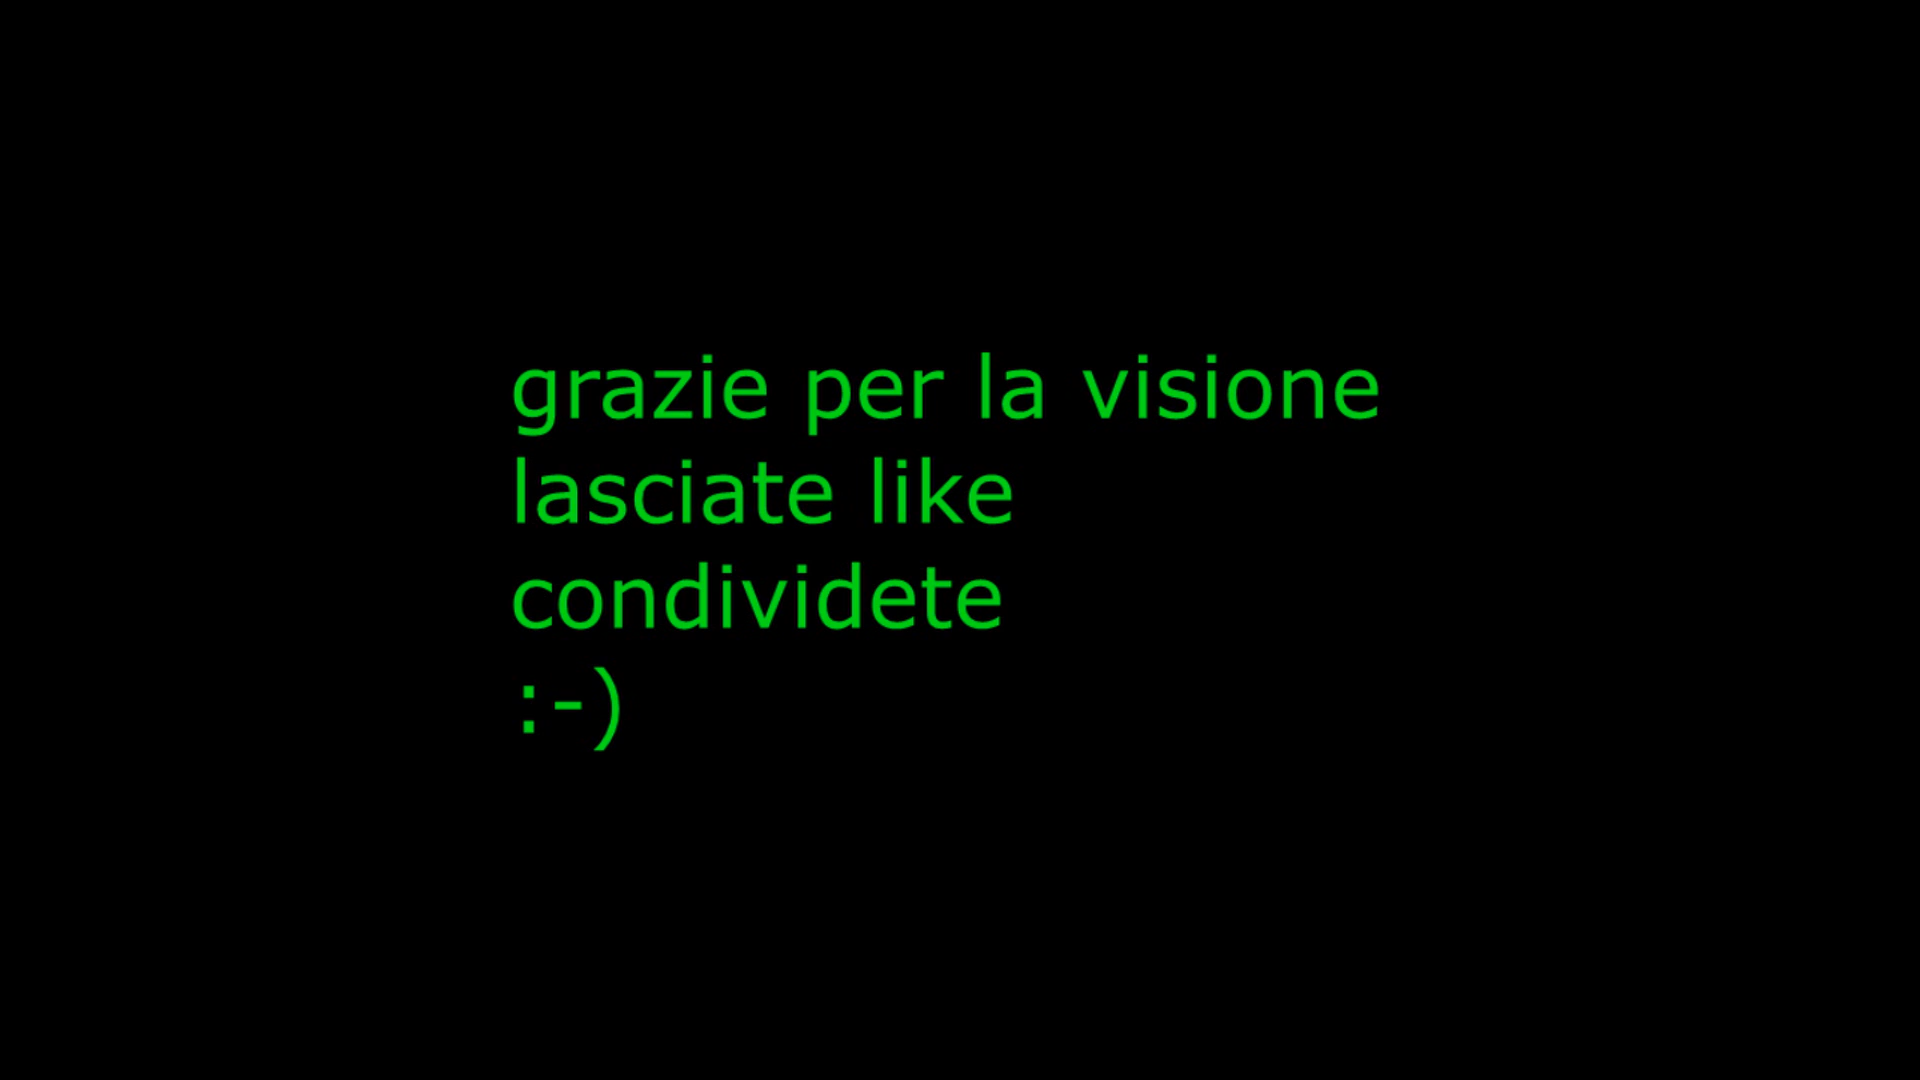 grazie per la visione
lasciate like
condividete
:-)